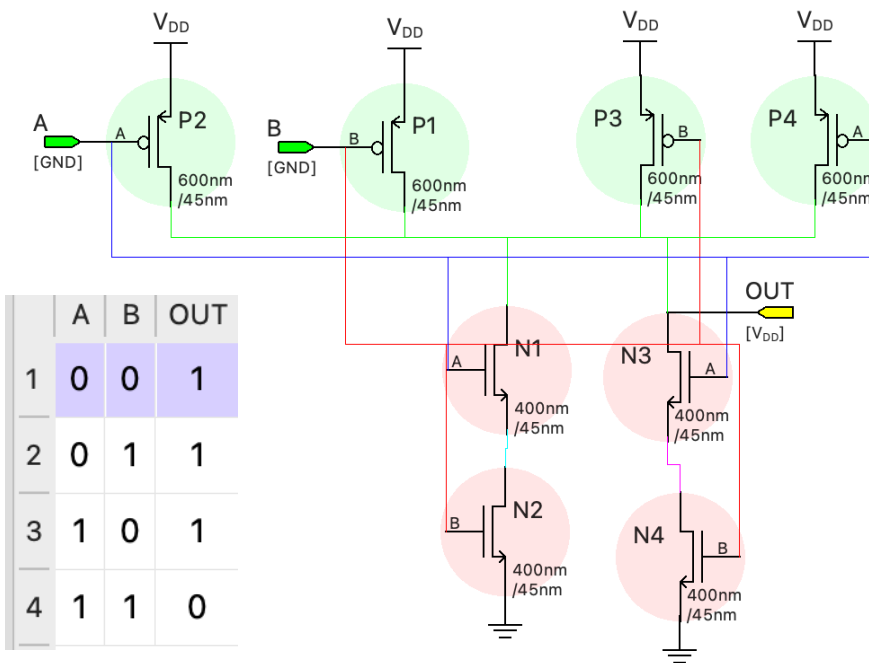 VDD
VDD
VDD
VDD
A
A
P2
B
B
P1
P3
B
P4
A
[GND]
[GND]
600nm
/45nm
600nm
/45nm
600nm
/45nm
600nm
/45nm
OUT
[VDD]
A
N1
N3
A
400nm
/45nm
400nm
/45nm
B
N2
N4
B
400nm
/45nm
400nm
/45nm
A B OUT
1 0 0 1
2 0 1 1
3 1 0 1
4 1 1 0